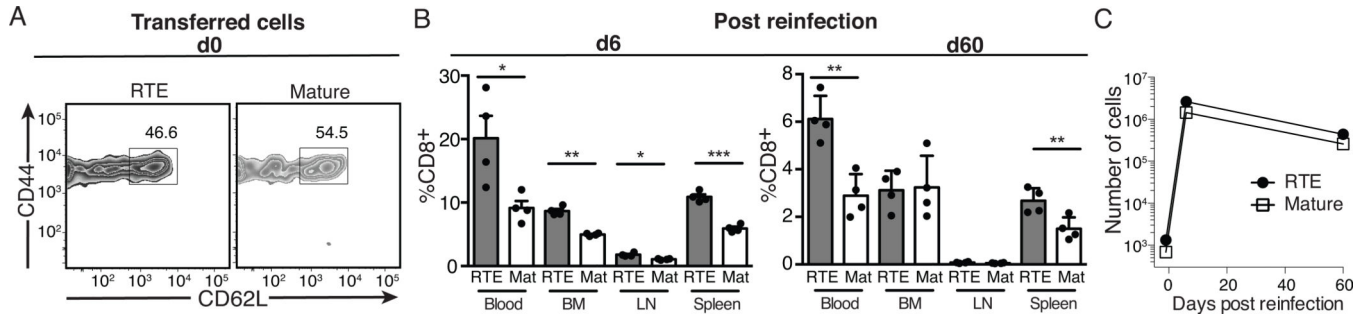 A
Transferred cells
d0
RTE
Mature
46.6
54.5
10⁵
10⁴
10³
10²
CD44
10² 10³ 10⁴ 10⁵
10² 10³ 10⁴ 10⁵
CD62L
B
Post reinfection
d6
d60
%CD8+
30
20
10
0
*
**
*
***
RTE Mat RTE Mat RTE Mat RTE Mat
Blood BM LN Spleen
%CD8+
8
6
4
2
0
**
**
RTE Mat RTE Mat RTE Mat RTE Mat
Blood BM LN Spleen
C
Number of cells
10⁷
10⁶
10⁵
10⁴
10³
RTE
Mature
0 20 40 60
Days post reinfection